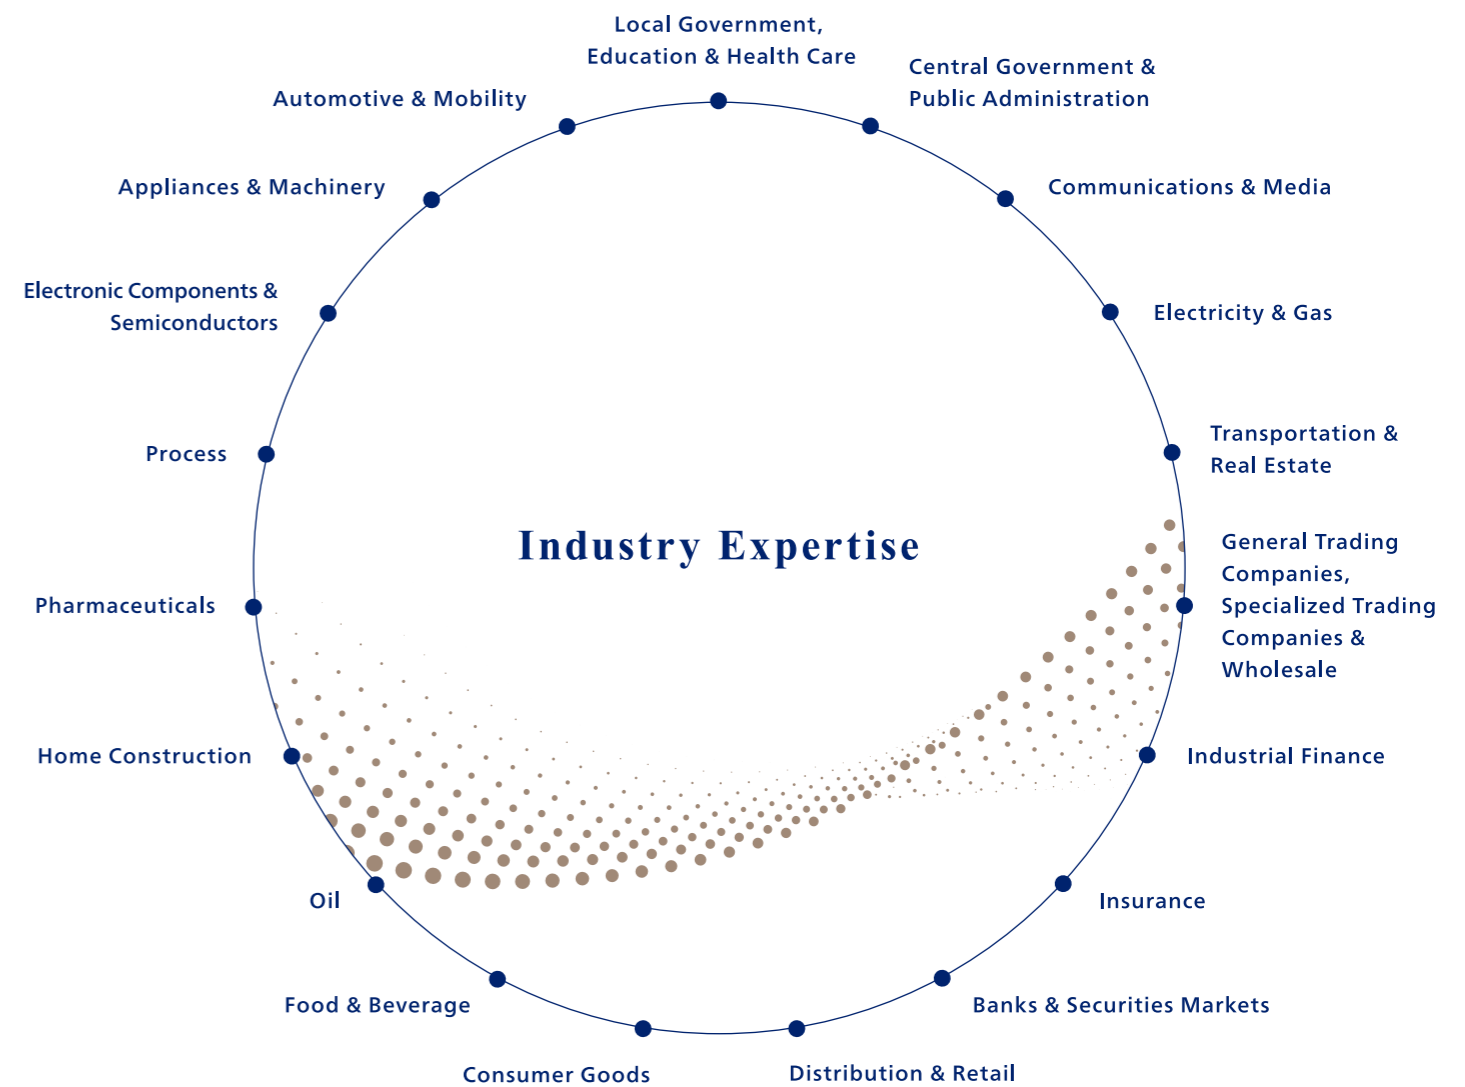 Local Government,
Education & Health Care
Central Government &
Public Administration
Communications & Media
Electricity & Gas
Transportation &
Real Estate
General Trading
Companies,
Specialized Trading
Companies &
Wholesale
Industrial Finance
Insurance
Banks & Securities Markets
Distribution & Retail
Consumer Goods
Food & Beverage
Oil
Home Construction
Pharmaceuticals
Process
Electronic Components &
Semiconductors
Appliances & Machinery
Automotive & Mobility
Industry Expertise